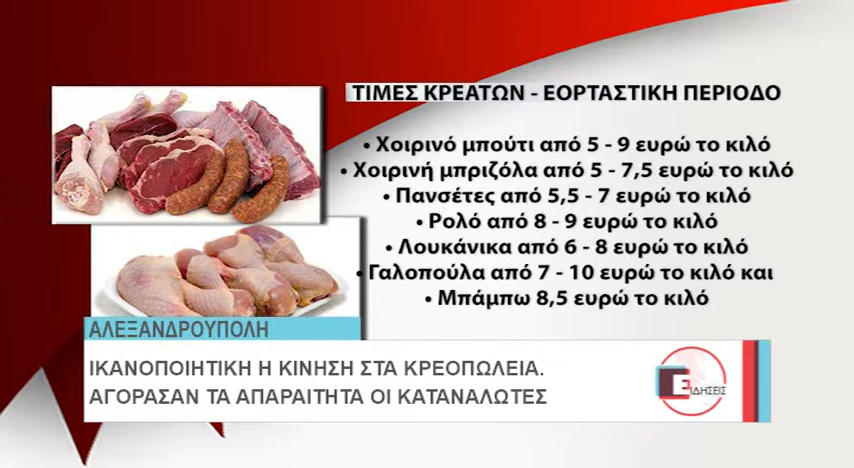 ΤΙΜΕΣ ΚΡΕΑΤΩΝ - ΕΟΡΤΑΣΤΙΚΗ ΠΕΡΙΟΔΟ
• Χοιρινό μπούτι από 5 - 9 ευρώ το κιλό
• Χοιρινή μπριζόλα από 5 - 7,5 ευρώ το κιλό
• Πανσέτες από 5,5 - 7 ευρώ το κιλό
• Ρολό από 8 - 9 ευρώ το κιλό
• Λουκάνικα από 6 - 8 ευρώ το κιλό
• Γαλοπούλα από 7 - 10 ευρώ το κιλό και
• Μπάμπω 8,5 ευρώ το κιλό
ΑΛΕΞΑΝΔΡΟΥΠΟΛΗ
ΙΚΑΝΟΠΟΙΗΤΙΚΗ Η ΚΙΝΗΣΗ ΣΤΑ ΚΡΕΟΠΩΛΕΙΑ.
ΑΓΟΡΑΣΑΝ ΤΑ ΑΠΑΡΑΙΤΗΤΑ ΟΙ ΚΑΤΑΝΑΛΩΤΕΣ
ΕΙΔΗΣΕΙΣ